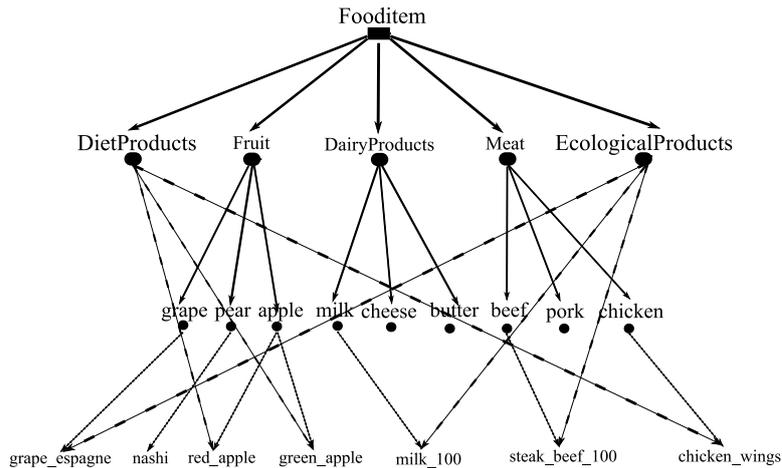 Fooditem
DietProducts Fruit DairyProducts Meat EcologicalProducts
grape pear apple milk cheese butter beef pork chicken
grape_espagne nashi red_apple green_apple milk_100 steak_beef_100 chicken_wings